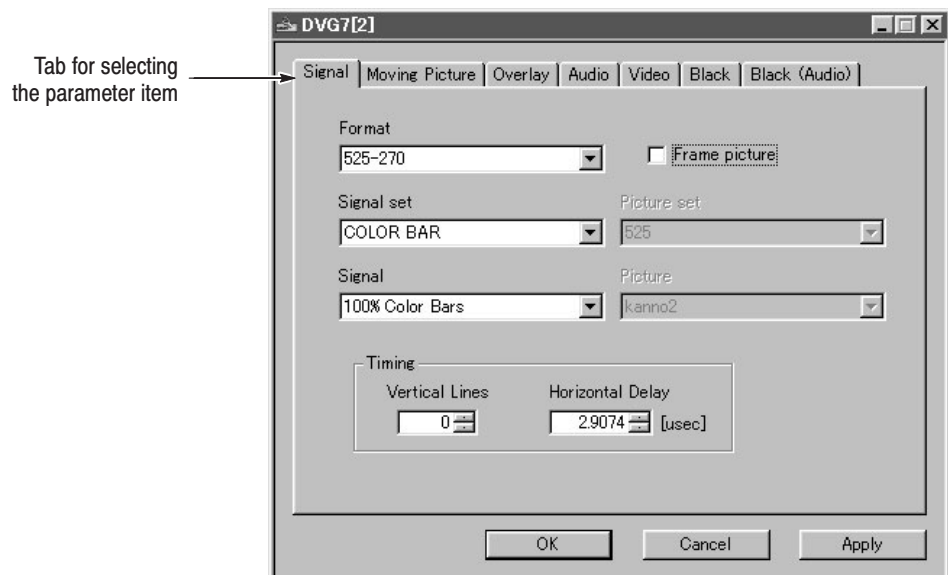 DVG7[2]
Tab for selecting
the parameter item
Signal
Moving Picture
Overlay
Audio
Video
Black
Black (Audio)
Format
525-270
Frame picture
Signal set
Picture set
COLOR BAR
525
Signal
Picture
100% Color Bars
kanno2
Timing
Vertical Lines
Horizontal Delay
0
2.9074
[usec]
OK
Cancel
Apply